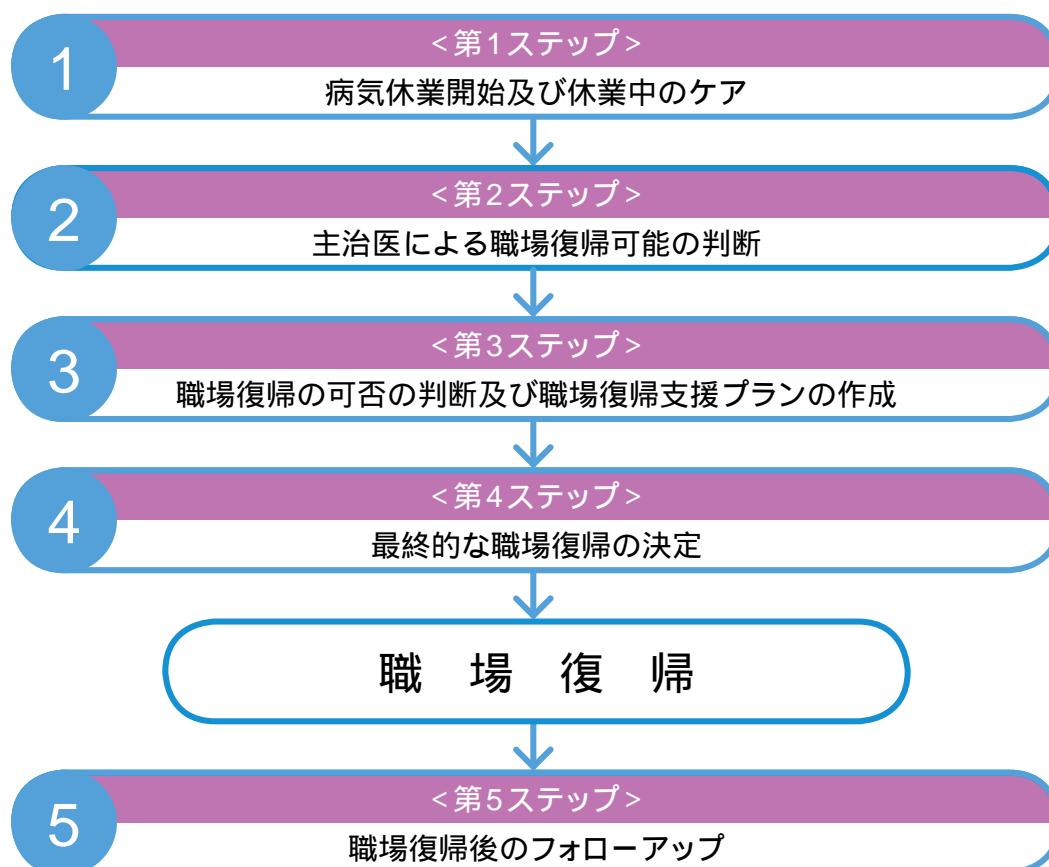 1
<第1ステップ>
病気休業開始及び休業中のケア
2
<第2ステップ>
主治医による職場復帰可能の判断
3
<第3ステップ>
職場復帰の可否の判断及び職場復帰支援プランの作成
4
<第4ステップ>
最終的な職場復帰の決定
職 場 復 帰
5
<第5ステップ>
職場復帰後のフォローアップ